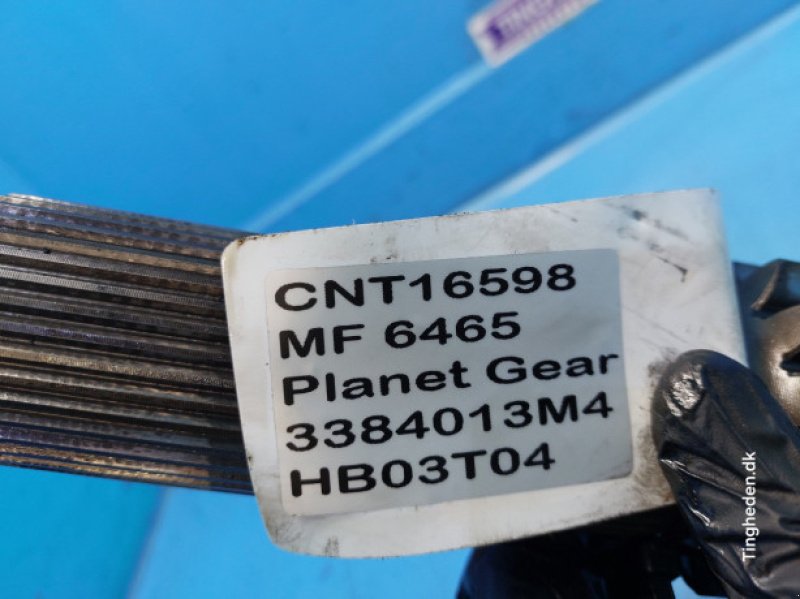 CNT16598
MF 6465
Planet Gear
3384013M4
HB03T04
Tingheden.dk